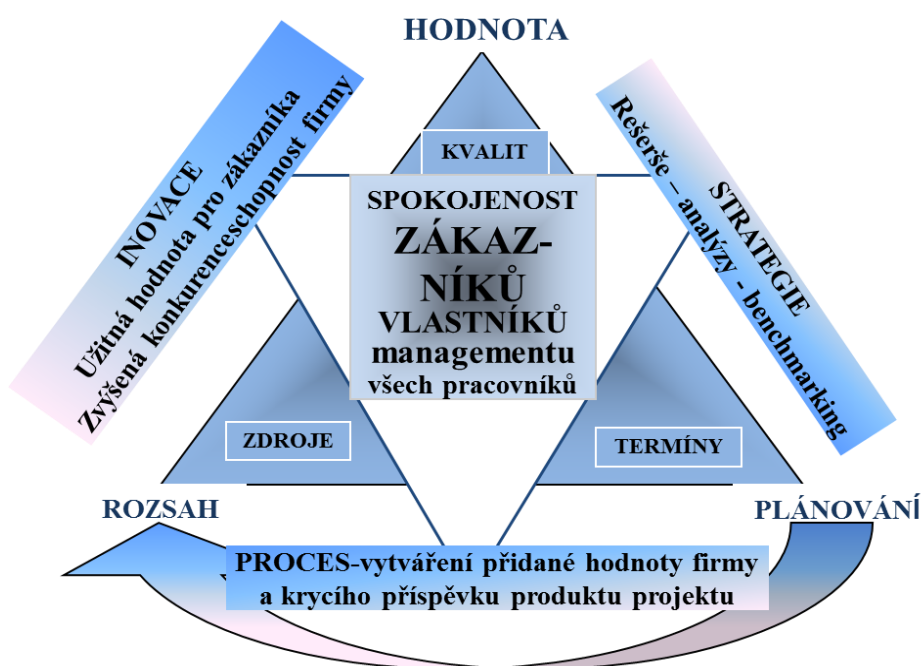 HODNOTA
INOVACE
Užitná hodnota pro zákazníka
Zvýšená konkurenceschopnost firmy
STRATEGIE
Rešerše – analýzy - benchmarking
KVALIT
SPOKOJENOST
ZÁKAZ-
NÍKŮ
VLASTNÍKŮ
managementu
všech pracovníků
ZDROJE
TERMÍNY
ROZSAH
PLÁNOVÁNÍ
PROCES-vytváření přidané hodnoty firmy
a krycího příspěvku produktu projektu